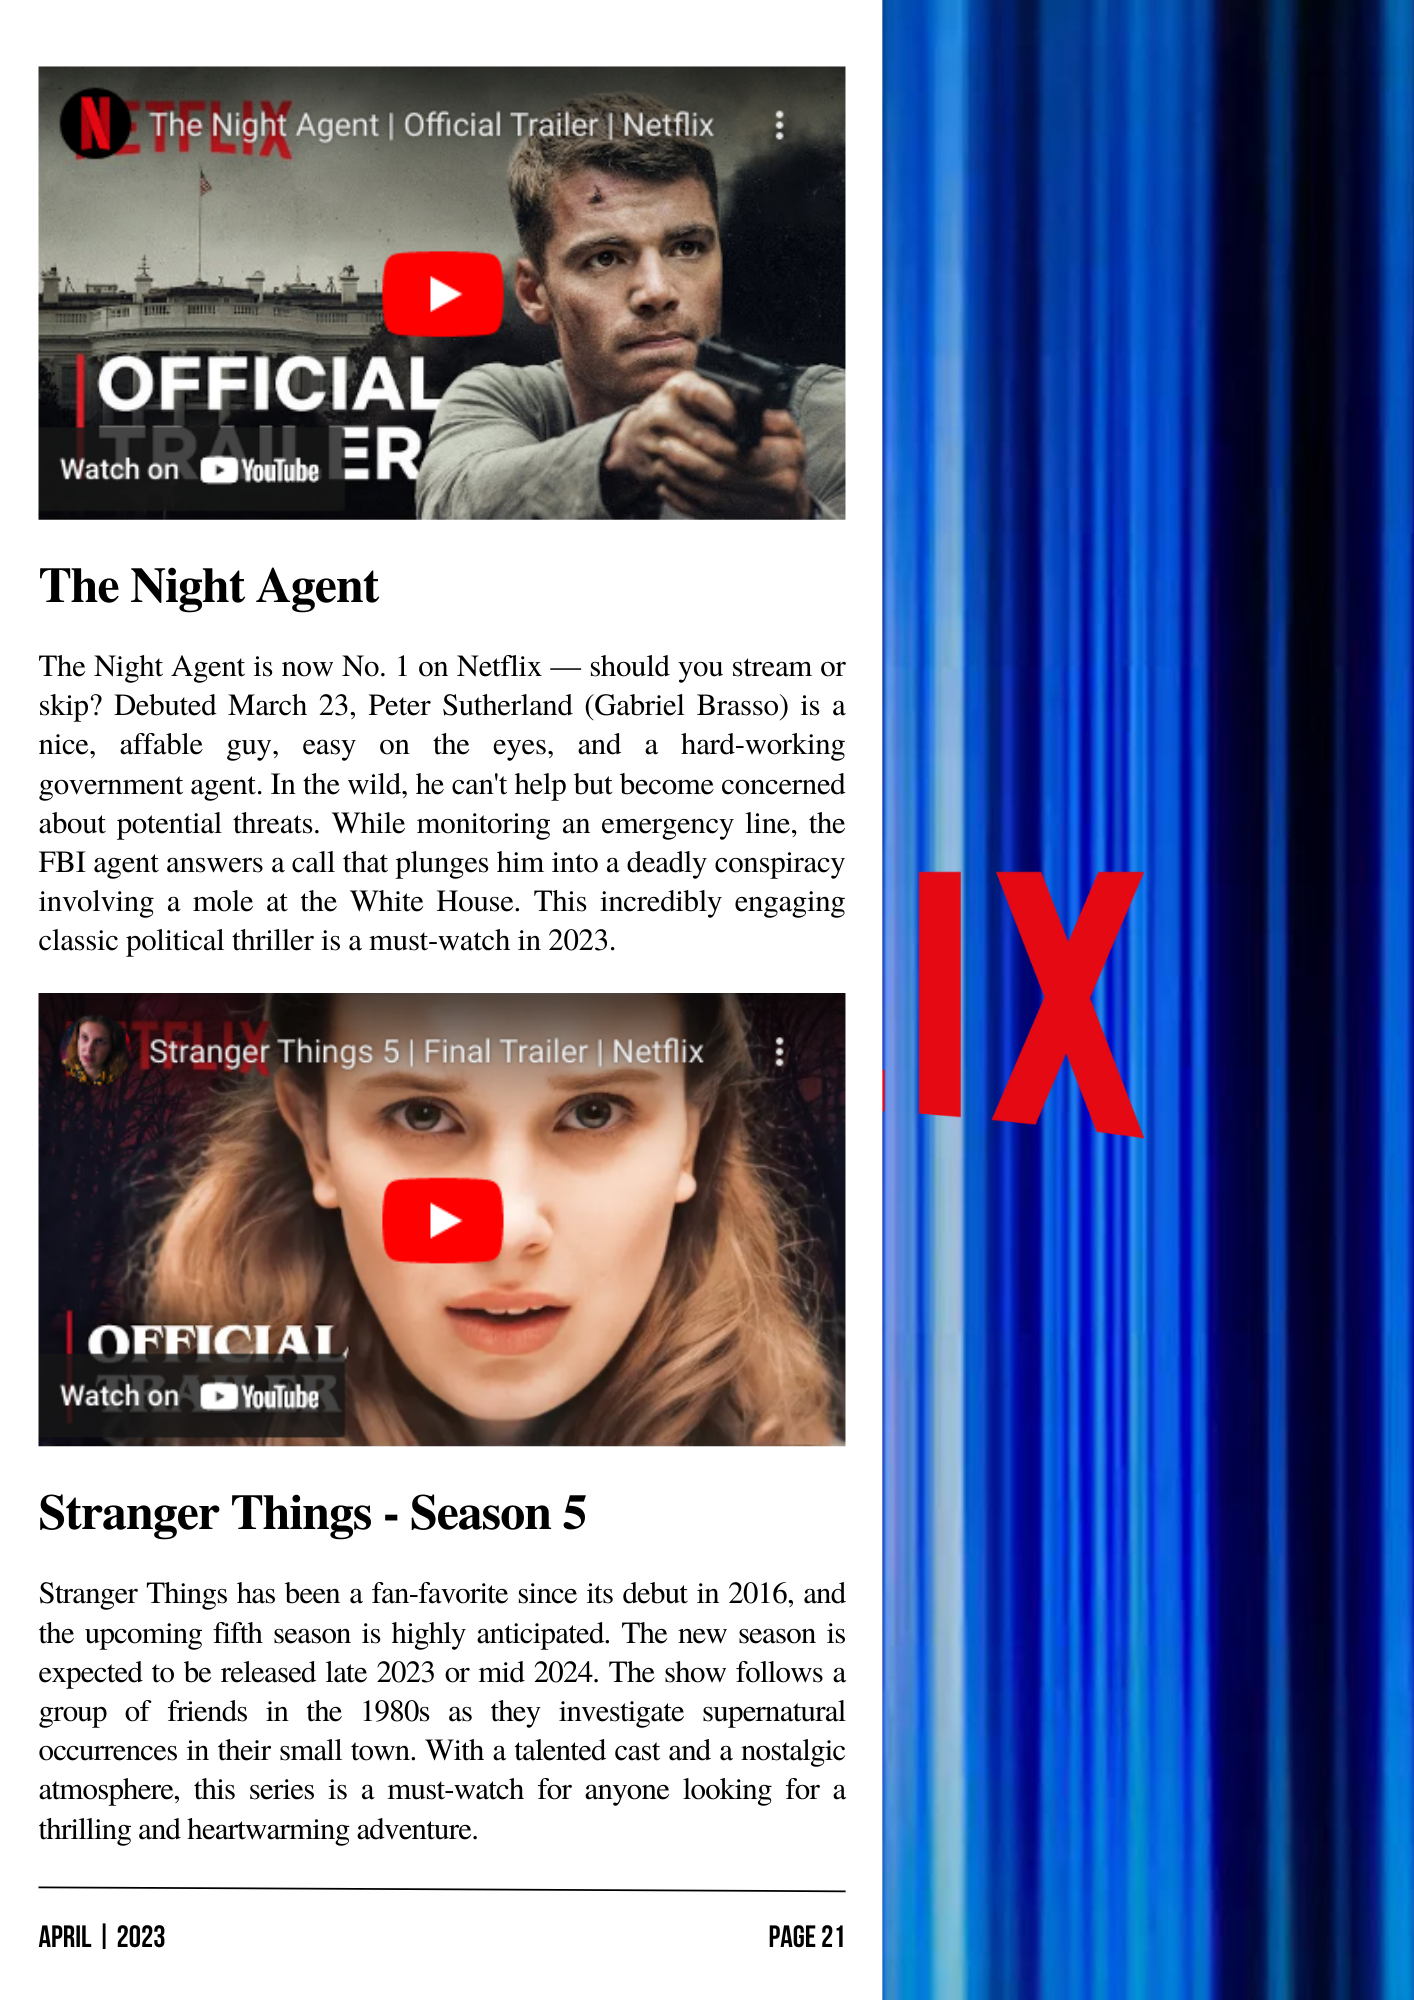 NETFLIX
The Night Agent | Official Trailer | Netflix
OFFICIAL
TRAILER
Watch on YouTube
The Night Agent
The Night Agent is now No. 1 on Netflix — should you stream or
skip? Debuted March 23, Peter Sutherland (Gabriel Brasso) is a
nice, affable guy, easy on the eyes, and a hard-working
government agent. In the wild, he can't help but become concerned
about potential threats. While monitoring an emergency line, the
FBI agent answers a call that plunges him into a deadly conspiracy
involving a mole at the White House. This incredibly engaging
classic political thriller is a must-watch in 2023.
NETFLIX
Stranger Things 5 | Final Trailer | Netflix
OFFICIAL
TRAILER
Watch on YouTube
Stranger Things - Season 5
Stranger Things has been a fan-favorite since its debut in 2016, and
the upcoming fifth season is highly anticipated. The new season is
expected to be released late 2023 or mid 2024. The show follows a
group of friends in the 1980s as they investigate supernatural
occurrences in their small town. With a talented cast and a nostalgic
atmosphere, this series is a must-watch for anyone looking for a
thrilling and heartwarming adventure.
APRIL | 2023
PAGE 21
IX